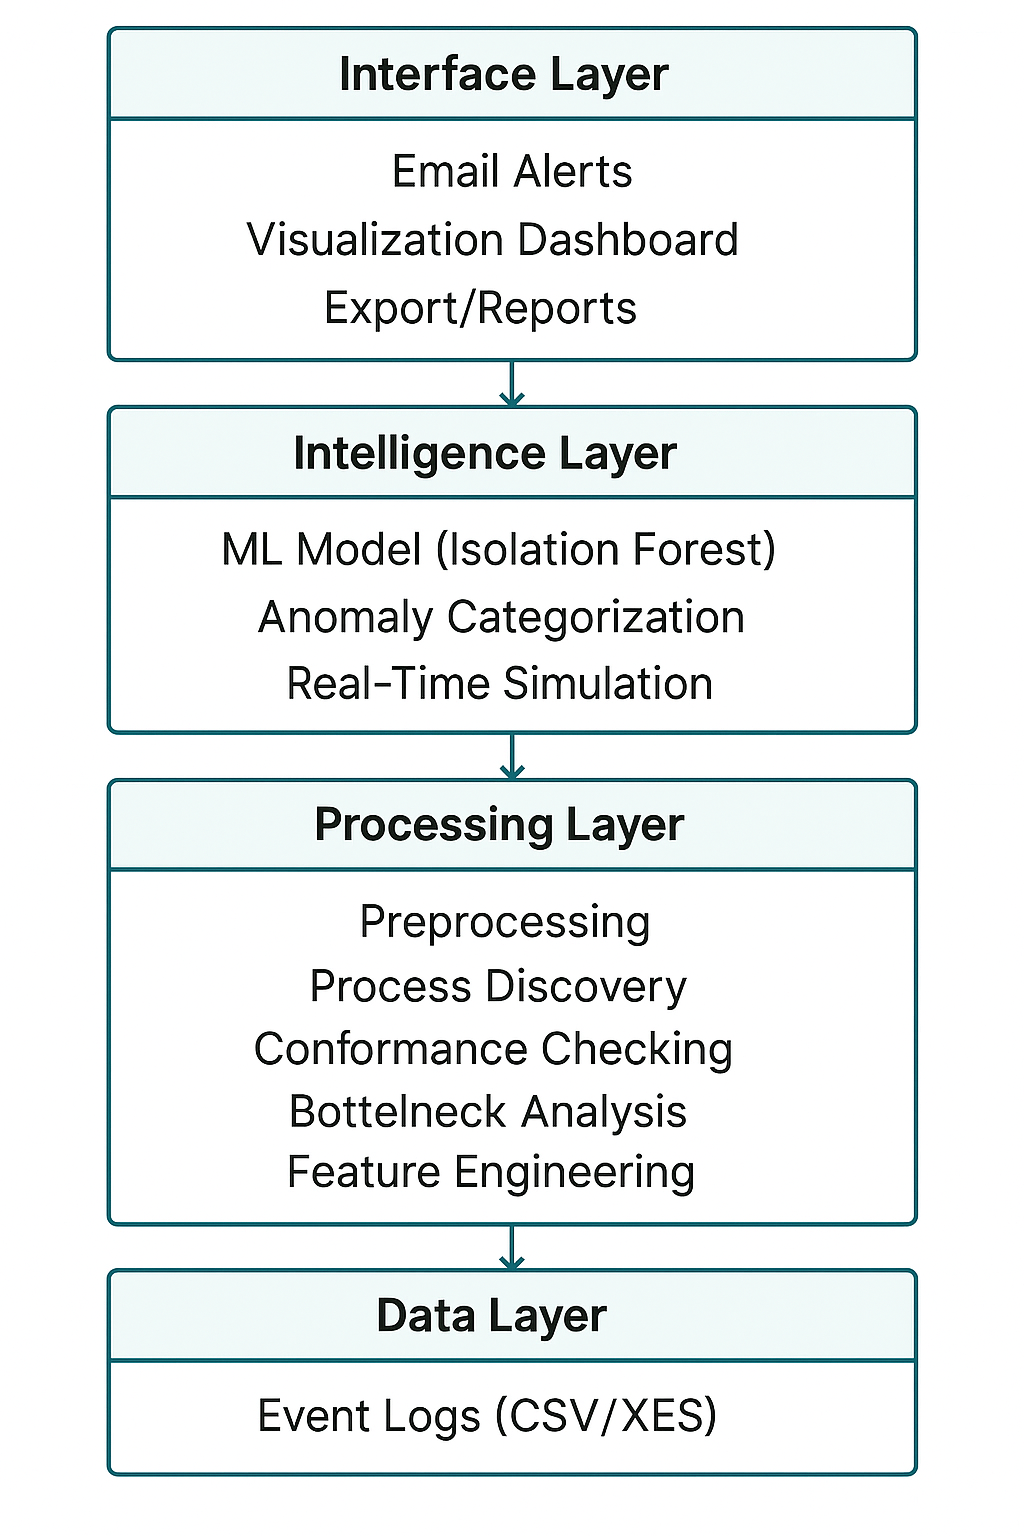 Interface Layer
Email Alerts
Visualization Dashboard
Export/Reports
Intelligence Layer
ML Model (Isolation Forest)
Anomaly Categorization
Real-Time Simulation
Processing Layer
Preprocessing
Process Discovery
Conformance Checking
Bottelneck Analysis
Feature Engineering
Data Layer
Event Logs (CSV/XES)